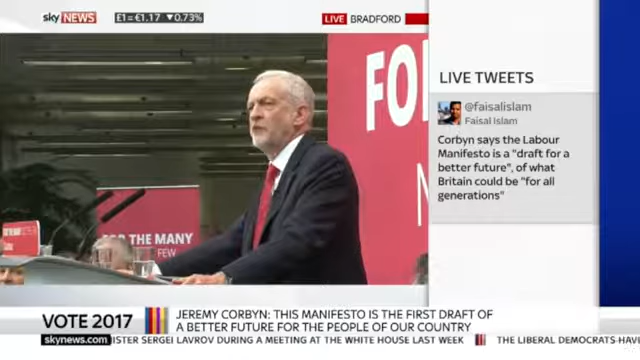 sky NEWS
£1=€1.17 ▼0.73%
LIVE BRADFORD
FO
N
FOR THE MANY
FEW
LIVE TWEETS
@faisalislam
Faisal Islam
Corbyn says the Labour
Manifesto is a "draft for a
better future", of what
Britain could be "for all
generations"
VOTE 2017
JEREMY CORBYN: THIS MANIFESTO IS THE FIRST DRAFT OF
A BETTER FUTURE FOR THE PEOPLE OF OUR COUNTRY
skynews.com
ISTER SERGEI LAVROV DURING A MEETING AT THE WHITE HOUSE LAST WEEK
THE LIBERAL DEMOCRATS HAV